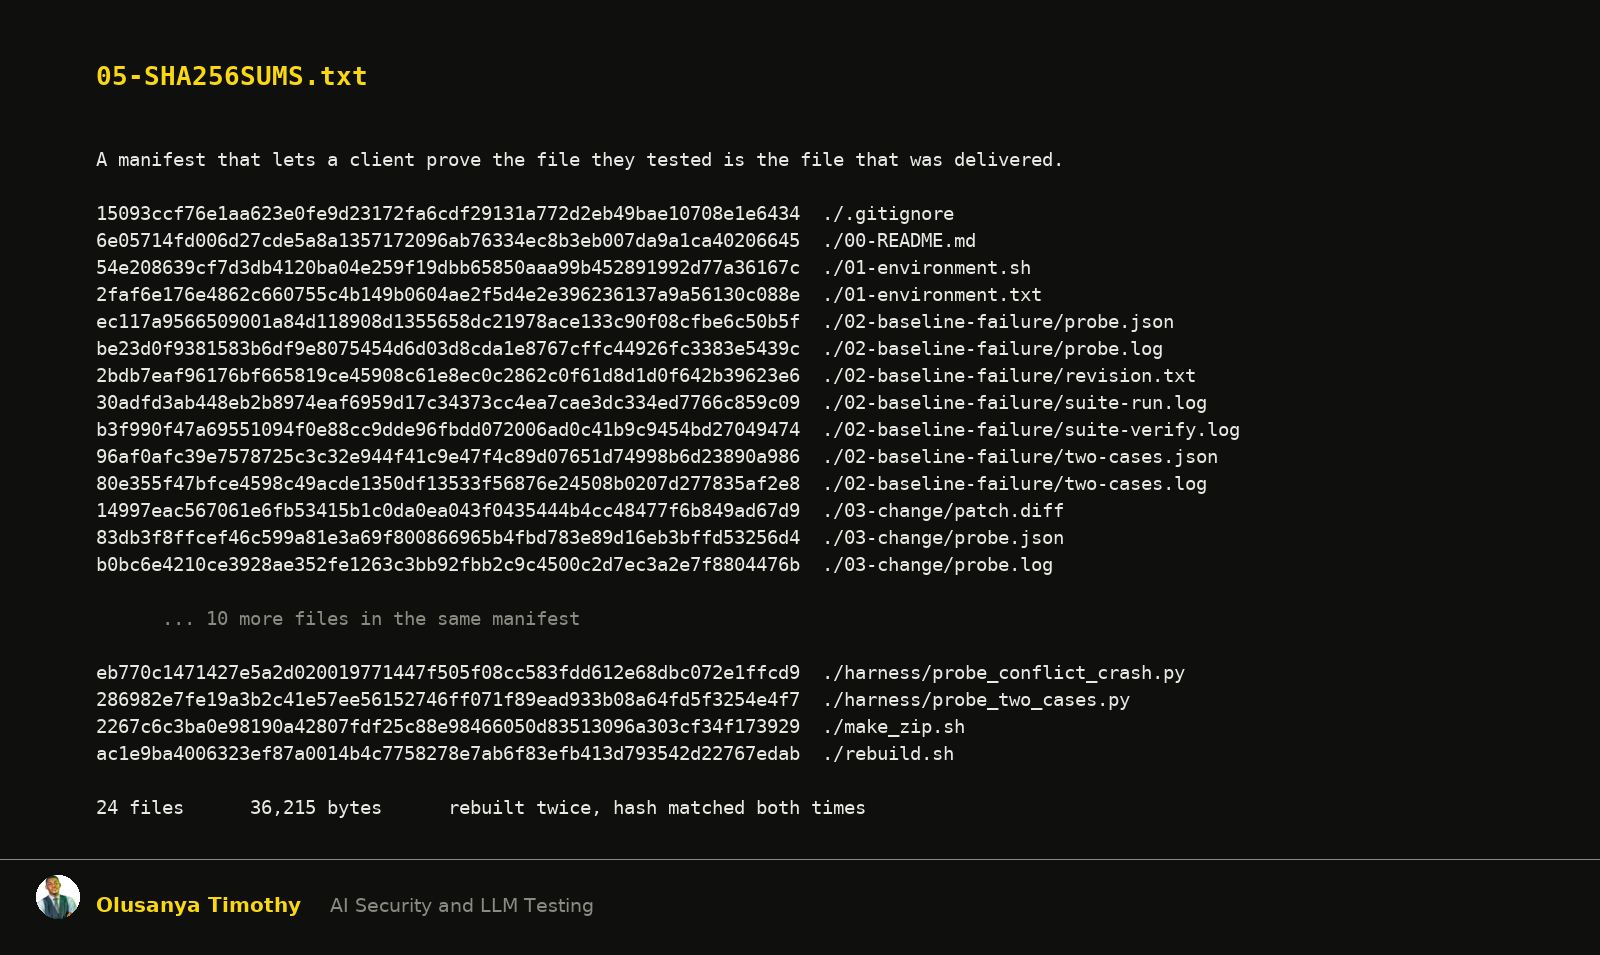 05-SHA256SUMS.txt
A manifest that lets a client prove the file they tested is the file that was delivered.
15093ccf76e1aa623e0fe9d23172fa6cdf29131a772d2eb49bae10708e1e6434  ./.gitignore
6e05714fd006d27cde5a8a1357172096ab76334ec8b3eb007da9a1ca40206645  ./00-README.md
54e208639cf7d3db4120ba04e259f19dbb65850aaa99b452891992d77a36167c  ./01-environment.sh
2faf6e176e4862c660755c4b149b0604ae2f5d4e2e396236137a9a56130c088e  ./01-environment.txt
ec117a9566509001a84d118908d1355658dc21978ace133c90f08cfbe6c50b5f  ./02-baseline-failure/probe.json
be23d0f9381583b6df9e8075454d6d03d8cda1e8767cffc44926fc3383e5439c  ./02-baseline-failure/probe.log
2bdb7eaf96176bf665819ce45908c61e8ec0c2862c0f61d8d1d0f642b39623e6  ./02-baseline-failure/revision.txt
30adfd3ab448eb2b8974eaf6959d17c34373cc4ea7cae3dc334ed7766c859c09  ./02-baseline-failure/suite-run.log
b3f990f47a69551094f0e88cc9dde96fbdd072006ad0c41b9c9454bd27049474  ./02-baseline-failure/suite-verify.log
96af0afc39e7578725c3c32e944f41c9e47f4c89d07651d74998b6d23890a986  ./02-baseline-failure/two-cases.json
80e355f47bfce4598c49acde1350df13533f56876e24508b0207d277835af2e8  ./02-baseline-failure/two-cases.log
14997eac567061e6fb53415b1c0da0ea043f0435444b4cc48477f6b849ad67d9  ./03-change/patch.diff
83db3f8ffcef46c599a81e3a69f800866965b4fbd783e89d16eb3bffd53256d4  ./03-change/probe.json
b0bc6e4210ce3928ae352fe1263c3bb92fbb2c9c4500c2d7ec3a2e7f8804476b  ./03-change/probe.log
... 10 more files in the same manifest
eb770c1471427e5a2d020019771447f505f08cc583fdd612e68dbc072e1ffcd9  ./harness/probe_conflict_crash.py
286982e7fe19a3b2c41e57ee56152746ff071f89ead933b08a64fd5f3254e4f7  ./harness/probe_two_cases.py
2267c6c3ba0e98190a42807fdf25c88e98466050d83513096a303cf34f173929  ./make_zip.sh
ac1e9ba4006323ef87a0014b4c7758278e7ab6f83efb413d793542d22767edab  ./rebuild.sh
24 files      36,215 bytes      rebuilt twice, hash matched both times
Olusanya Timothy   AI Security and LLM Testing